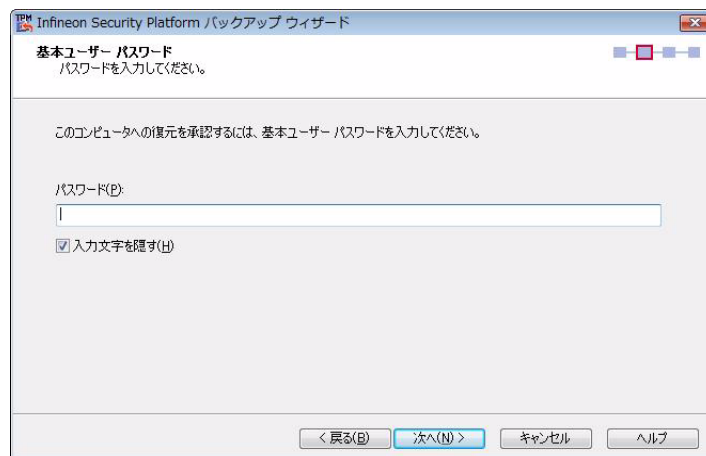 TPM
Infineon Security Platform バックアップ ウィザード
基本ユーザー パスワード
パスワードを入力してください。
このコンピュータへの復元を承認するには、基本ユーザー パスワードを入力してください。
パスワード(P):
入力文字を隠す(H)
< 戻る(B)
次へ(N) >
キャンセル
ヘルプ